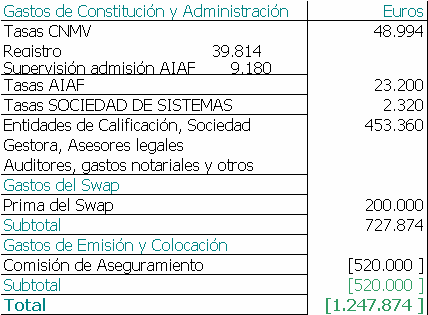 Gastos de Constitución y Administración Euros
Tasas CNMV 48.994
Registro 39.814
Supervisión admisión AIAF 9.180
Tasas AIAF 23.200
Tasas SOCIEDAD DE SISTEMAS 2.320
Entidades de Calificación, Sociedad 453.360
Gestora, Asesores legales
Auditores, gastos notariales y otros
Gastos del Swap
Prima del Swap 200.000
Subtotal 727.874
Gastos de Emisión y Colocación
Comisión de Aseguramiento [520.000 ]
Subtotal [520.000 ]
Total [1.247.874 ]